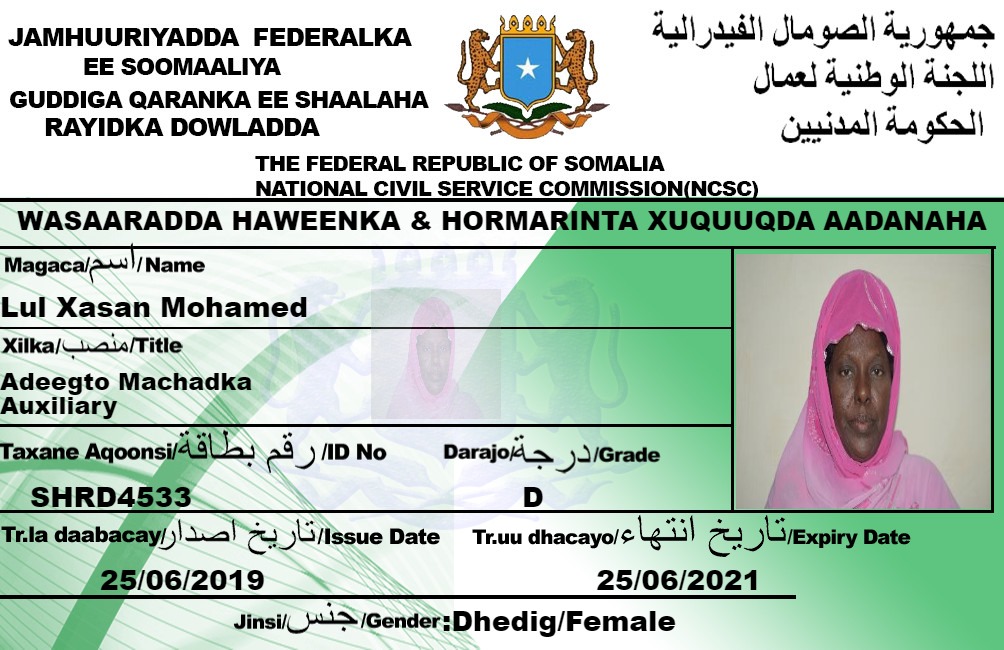 JAMHUURIYADDA FEDERALKA
EE SOOMAALIYA
GUDDIGA QARANKA EE SHAALAHA
RAYIDKA DOWLADDA
جمهورية الصومال الفيدرالية
اللجنة الوطنية لعمال
الحكومة المدنيين
THE FEDERAL REPUBLIC OF SOMALIA
NATIONAL CIVIL SERVICE COMMISSION(NCSC)
WASAARADDA HAWEENKA & HORMARINTA XUQUUQDA AADANAHA
Magaca/اسم/Name
Lul Xasan Mohamed
Xilka/منصب/Title
Adeegto Machadka
Auxiliary
Taxane Aqoonsi/رقم بطاقة/ID No
SHRD4533
Darajo/درجة/Grade
D
Tr.la daabacay/تاريخ اصدار/Issue Date
25/06/2019
Tr.uu dhacayo/تاريخ انتهاء/Expiry Date
25/06/2021
Jinsi/جنس/Gender:Dhedig/Female